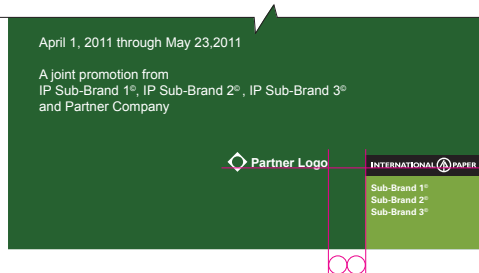 April 1, 2011 through May 23,2011
A joint promotion from
IP Sub-Brand 1©, IP Sub-Brand 2© , IP Sub-Brand 3©
and Partner Company
Partner Logo
INTERNATIONAL PAPER
Sub-Brand 1©
Sub-Brand 2©
Sub-Brand 3©